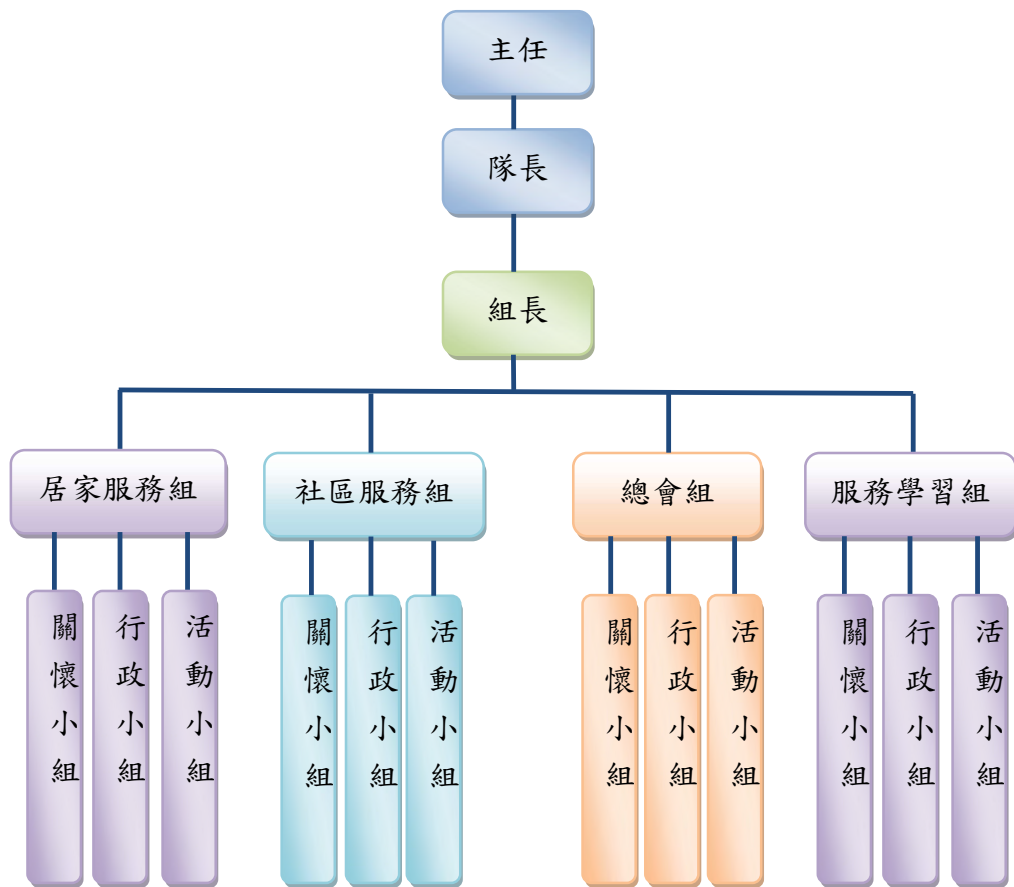 主任
隊長
組長
居家服務組
社區服務組
總會組
服務學習組
關懷小組
行政小組
活動小組
關懷小組
行政小組
活動小組
關懷小組
行政小組
活動小組
關懷小組
行政小組
活動小組